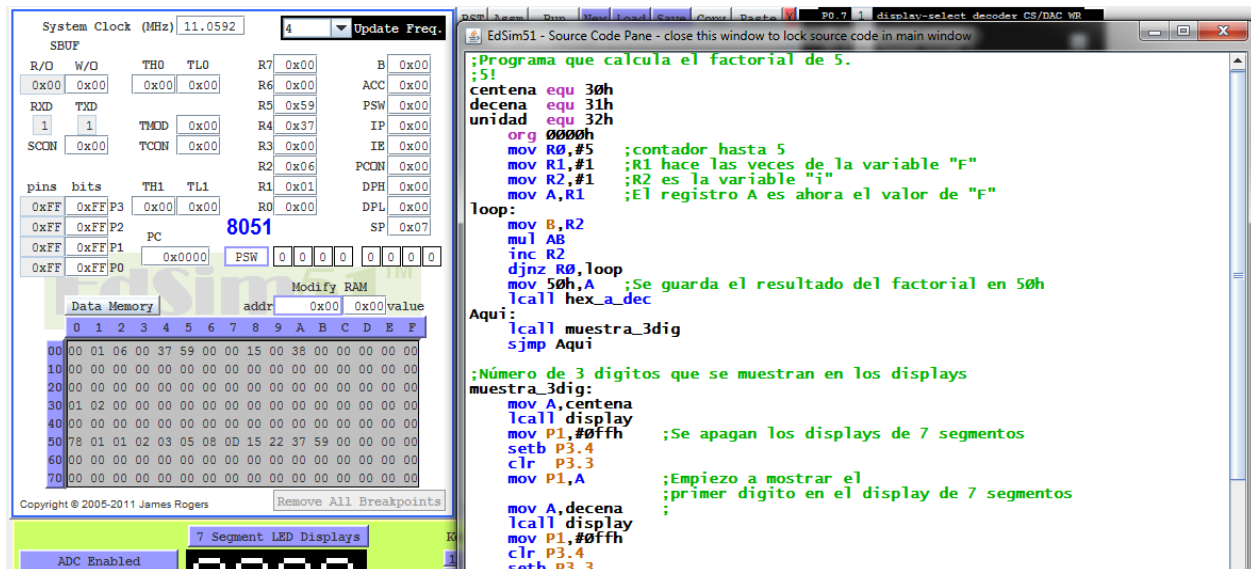 System Clock (MHz) 11.0592 4 Update Freq.
SBUF
R/O W/O TH0 TL0 R7 0x00 B 0x00
0x00 0x00 0x00 0x00 R6 0x00 ACC 0x00
RXD TXD R5 0x59 PSW 0x00
1 1 TMOD 0x00 R4 0x37 IP 0x00
SCON 0x00 TCON 0x00 R3 0x00 IE 0x00
R2 0x06 PCON 0x00
pins bits TH1 TL1 R1 0x01 DPH 0x00
0xFF 0xFF P3 0x00 0x00 R0 0x00 DPL 0x00
0xFF 0xFF P2 8051 SP 0x07
0xFF 0xFF P1 PC
0xFF 0xFF P0 0x0000 PSW 0 0 0 0 0 0 0 0
EdSim51 TM
Modify RAM
Data Memory addr 0x00 0x00 value
0 1 2 3 4 5 6 7 8 9 A B C D E F
00 00 01 06 00 37 59 00 00 15 00 38 00 00 00 00 00
10 00 00 00 00 00 00 00 00 00 00 00 00 00 00 00 00
20 00 00 00 00 00 00 00 00 00 00 00 00 00 00 00 00
30 01 02 00 00 00 00 00 00 00 00 00 00 00 00 00 00
40 00 00 00 00 00 00 00 00 00 00 00 00 00 00 00 00
50 78 01 01 02 03 05 08 0D 15 22 37 59 00 00 00 00
60 00 00 00 00 00 00 00 00 00 00 00 00 00 00 00 00
70 00 00 00 00 00 00 00 00 00 00 00 00 00 00 00 00
Copyright © 2005-2011 James Rogers Remove All Breakpoints
7 Segment LED Displays
ADC Enabled
RST Assm Run New Load Save Copy Paste X P0.7 1 display-select decoder CS/DAC WR
EdSim51 - Source Code Pane - close this window to lock source code in main window
;Programa que calcula el factorial de 5.
;5!
centena equ 30h
decena equ 31h
unidad equ 32h
org 0000h
mov R0,#5 ;contador hasta 5
mov R1,#1 ;R1 hace las veces de la variable "F"
mov R2,#1 ;R2 es la variable "i"
mov A,R1 ;El registro A es ahora el valor de "F"
loop:
mov B,R2
mul AB
inc R2
djnz R0,loop
mov 50h,A ;Se guarda el resultado del factorial en 50h
lcall hex_a_dec
Aqui:
lcall muestra_3dig
sjmp Aqui
;Número de 3 digitos que se muestran en los displays
muestra_3dig:
mov A,centena
lcall display
mov P1,#0ffh ;Se apagan los displays de 7 segmentos
setb P3.4
clr P3.3
mov P1,A ;Empiezo a mostrar el
;primer digito en el display de 7 segmentos
mov A,decena ;
lcall display
mov P1,#0ffh
clr P3.4
setb P3.3